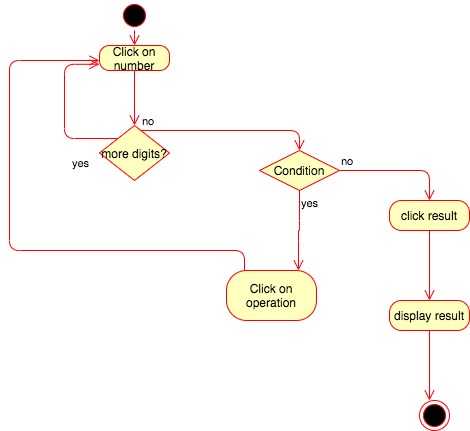 Click on
number
no
more digits?
yes
Condition
no
yes
click result
Click on
operation
display result